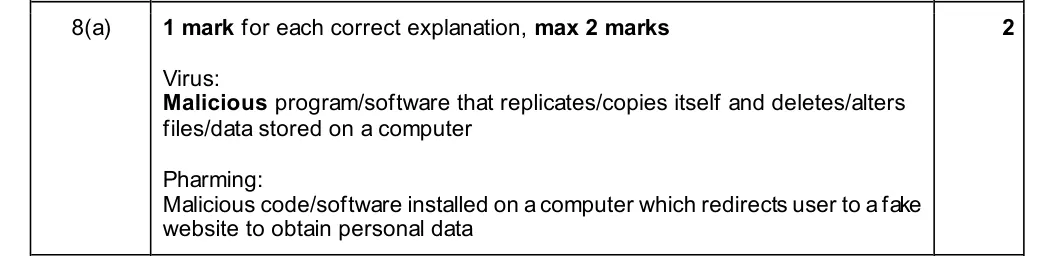 8(a) 1 mark for each correct explanation, max 2 marks 2
Virus:
Malicious program/software that replicates/copies itself and deletes/alters
files/data stored on a computer
Pharming:
Malicious code/software installed on a computer which redirects user to a fake
website to obtain personal data